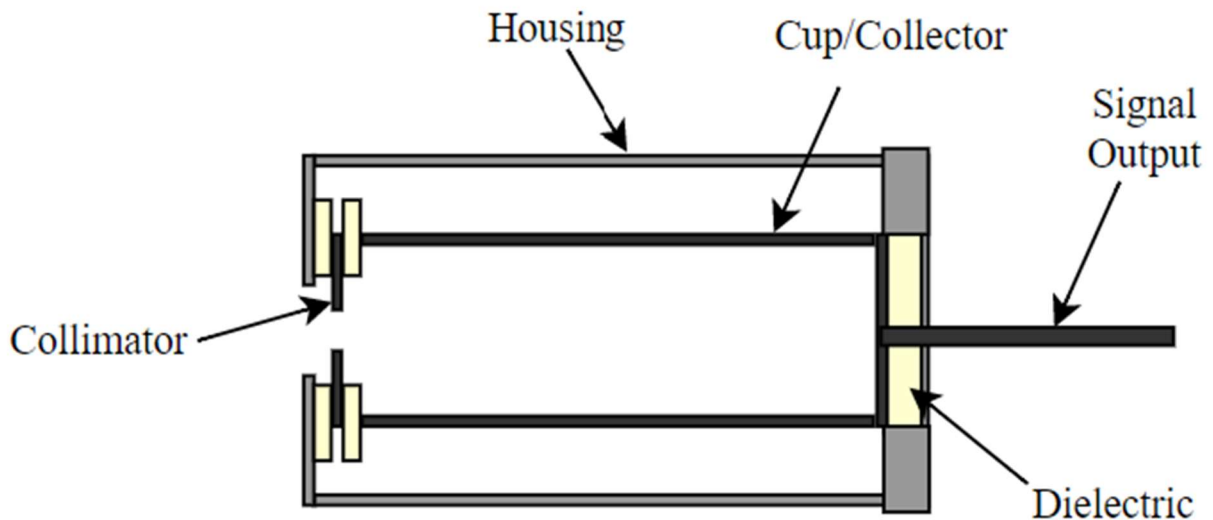 Housing
Cup/Collector
Signal
Output
Collimator
Dielectric